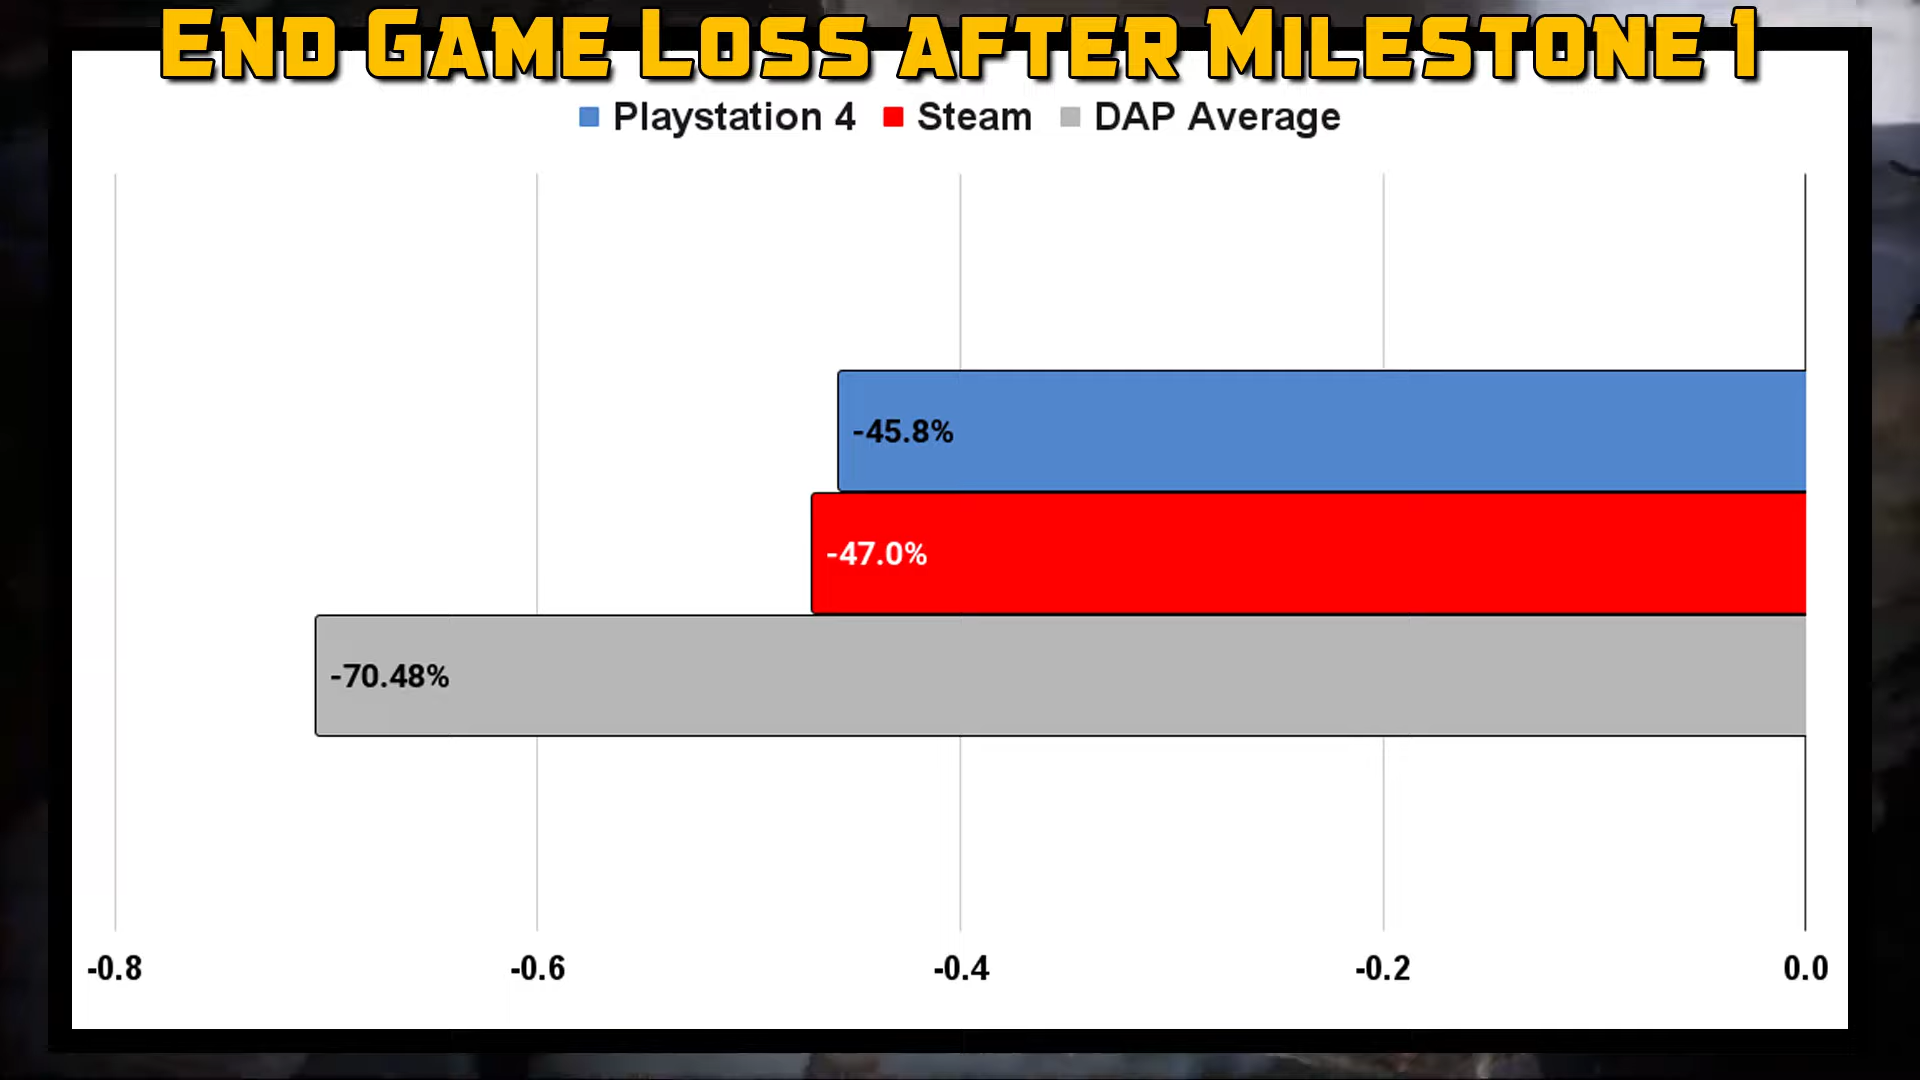 END GAME LOSS AFTER MILESTONE 1
Playstation 4 Steam DAP Average
-45.8%
-47.0%
-70.48%
-0.8 -0.6 -0.4 -0.2 0.0